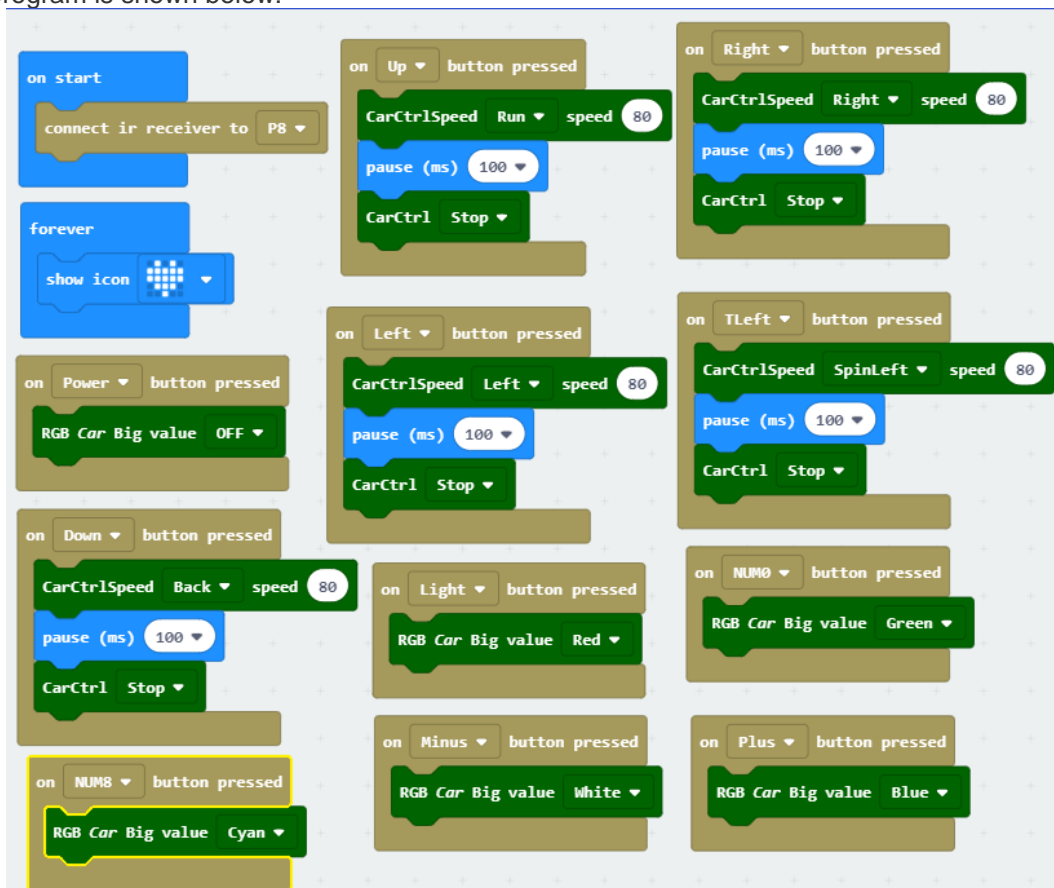 rogram is shown below:
on start
connect ir receiver to P8
forever
show icon
on Power button pressed
RGB Car Big value OFF
on Down button pressed
CarCtrlSpeed Back speed 80
pause (ms) 100
CarCtrl Stop
on NUM8 button pressed
RGB Car Big value Cyan
on Up button pressed
CarCtrlSpeed Run speed 80
pause (ms) 100
CarCtrl Stop
on Left button pressed
CarCtrlSpeed Left speed 80
pause (ms) 100
CarCtrl Stop
on Light button pressed
RGB Car Big value Red
on Minus button pressed
RGB Car Big value White
on Right button pressed
CarCtrlSpeed Right speed 80
pause (ms) 100
CarCtrl Stop
on TLeft button pressed
CarCtrlSpeed SpinLeft speed 80
pause (ms) 100
CarCtrl Stop
on NUM0 button pressed
RGB Car Big value Green
on Plus button pressed
RGB Car Big value Blue